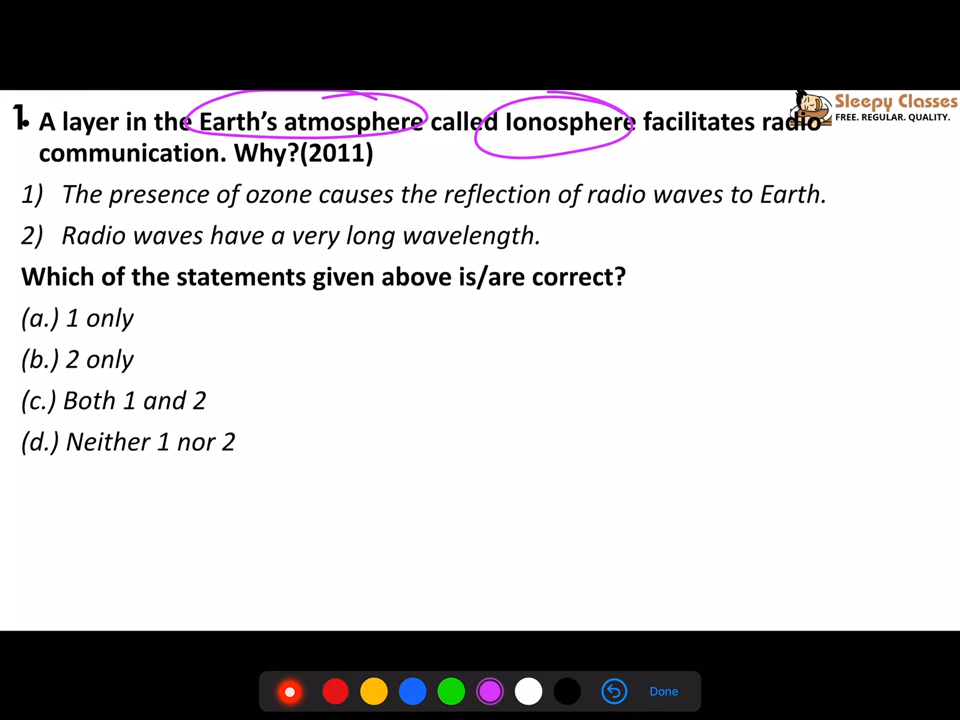 1
• A layer in the Earth's atmosphere called Ionosphere facilitates radio
communication. Why?(2011)
1) The presence of ozone causes the reflection of radio waves to Earth.
2) Radio waves have a very long wavelength.
Which of the statements given above is/are correct?
(a.) 1 only
(b.) 2 only
(c.) Both 1 and 2
(d.) Neither 1 nor 2
Sleepy Classes
FREE. REGULAR. QUALITY.
Done